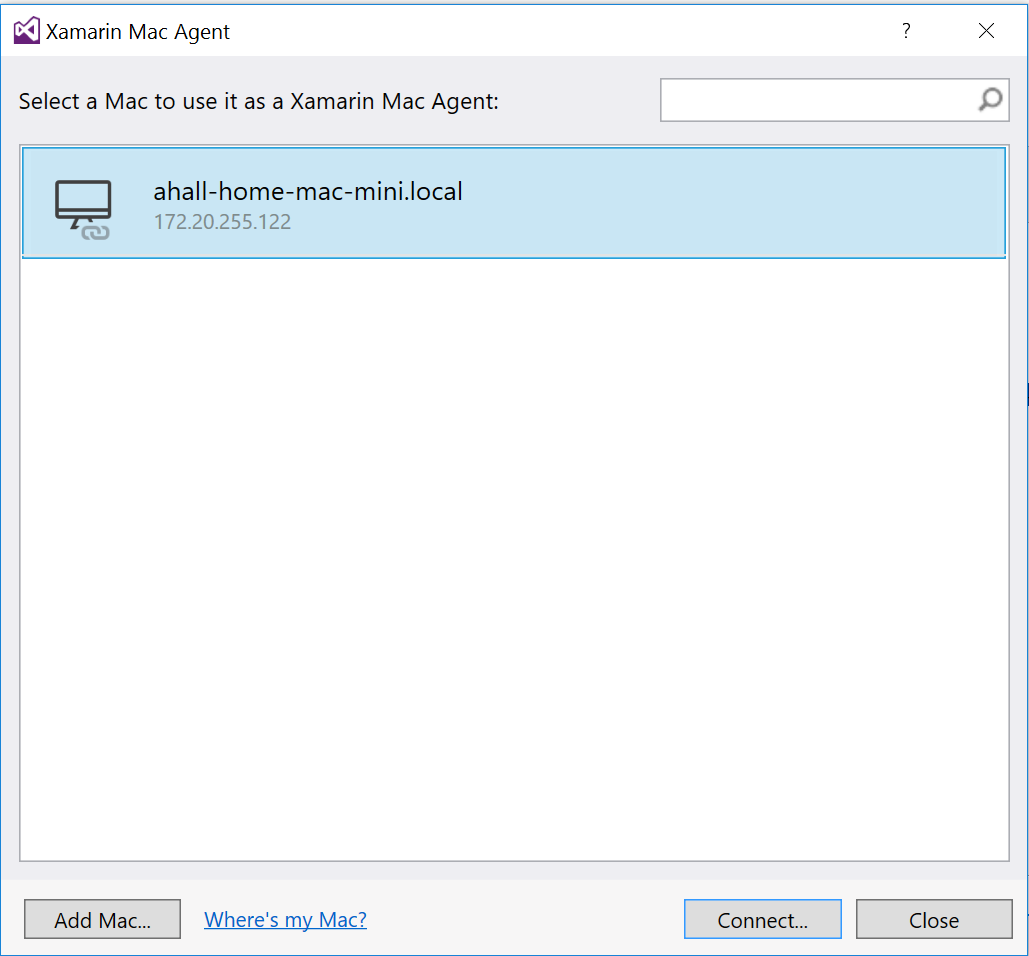 Xamarin Mac Agent
?
Select a Mac to use it as a Xamarin Mac Agent:
ahall-home-mac-mini.local
172.20.255.122
Add Mac...
Where's my Mac?
Connect...
Close